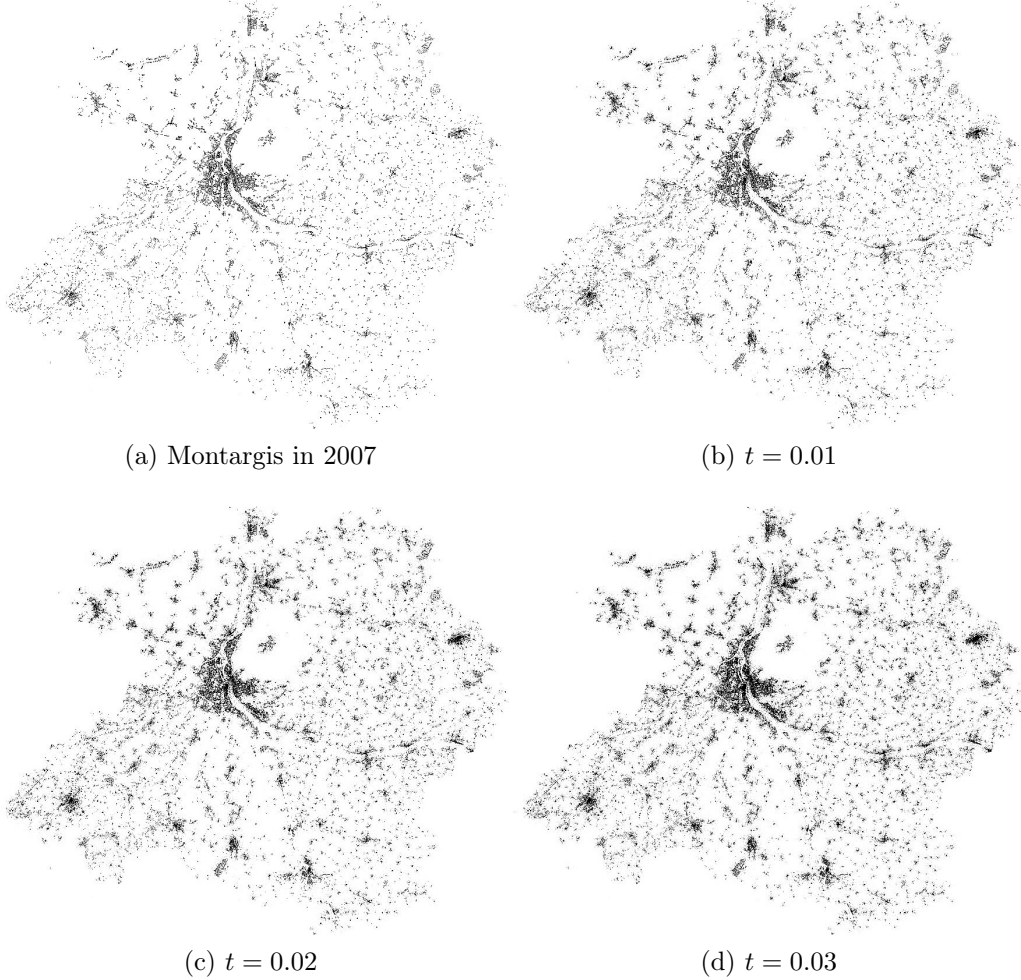 (a) Montargis in 2007
(b) t = 0.01
(c) t = 0.02
(d) t = 0.03